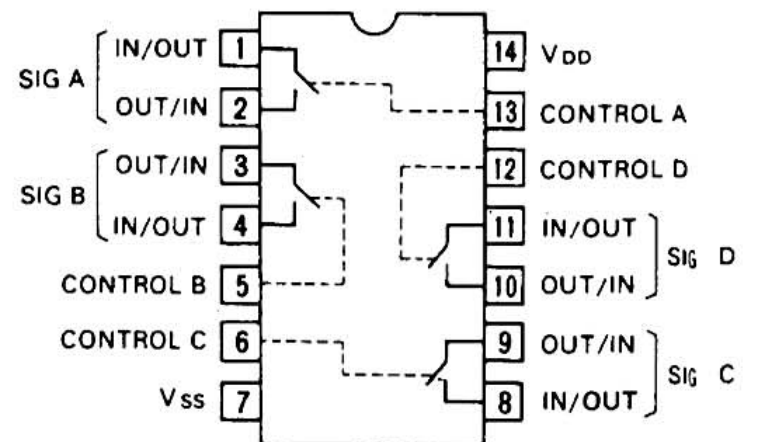 SIG A
IN/OUT 1
OUT/IN 2
SIG B
OUT/IN 3
IN/OUT 4
CONTROL B 5
CONTROL C 6
VSS 7
14 VDD
13 CONTROL A
12 CONTROL D
11 IN/OUT
SIG D
10 OUT/IN
9 OUT/IN
SIG C
8 IN/OUT